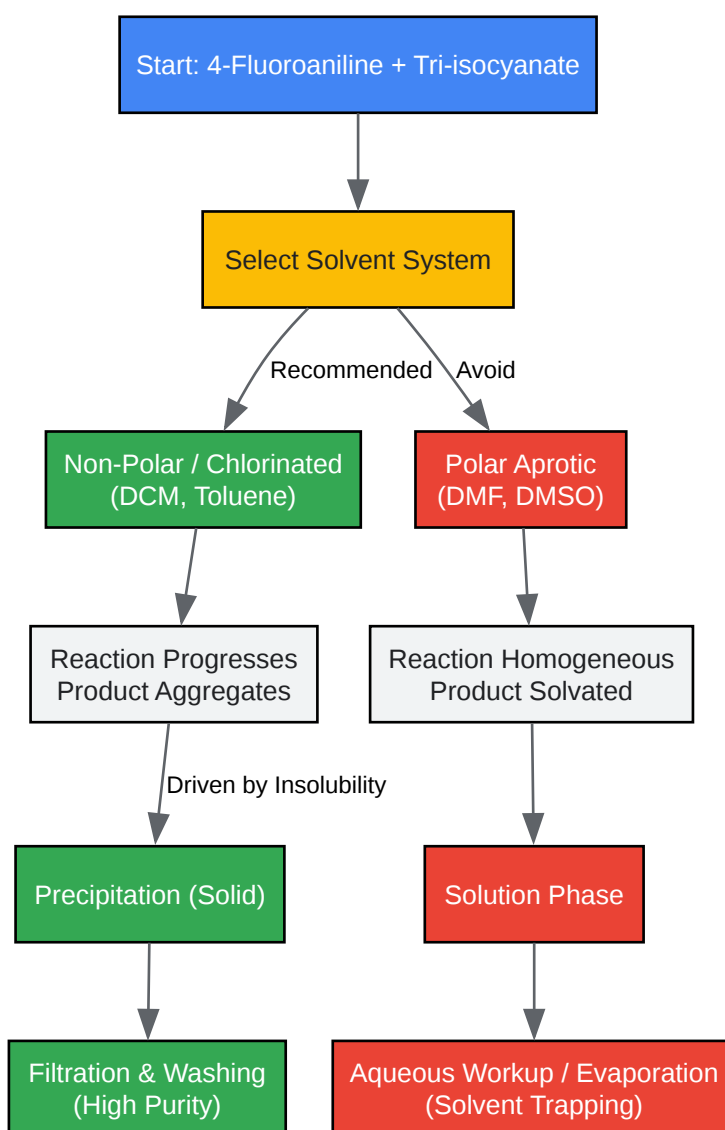 Start: 4-Fluoroaniline + Tri-isocyanate
Select Solvent System
Recommended
Avoid
Non-Polar / Chlorinated
(DCM, Toluene)
Polar Aprotic
(DMF, DMSO)
Reaction Progresses
Product Aggregates
Reaction Homogeneous
Product Solvated
Driven by Insolubility
Precipitation (Solid)
Solution Phase
Filtration & Washing
(High Purity)
Aqueous Workup / Evaporation
(Solvent Trapping)